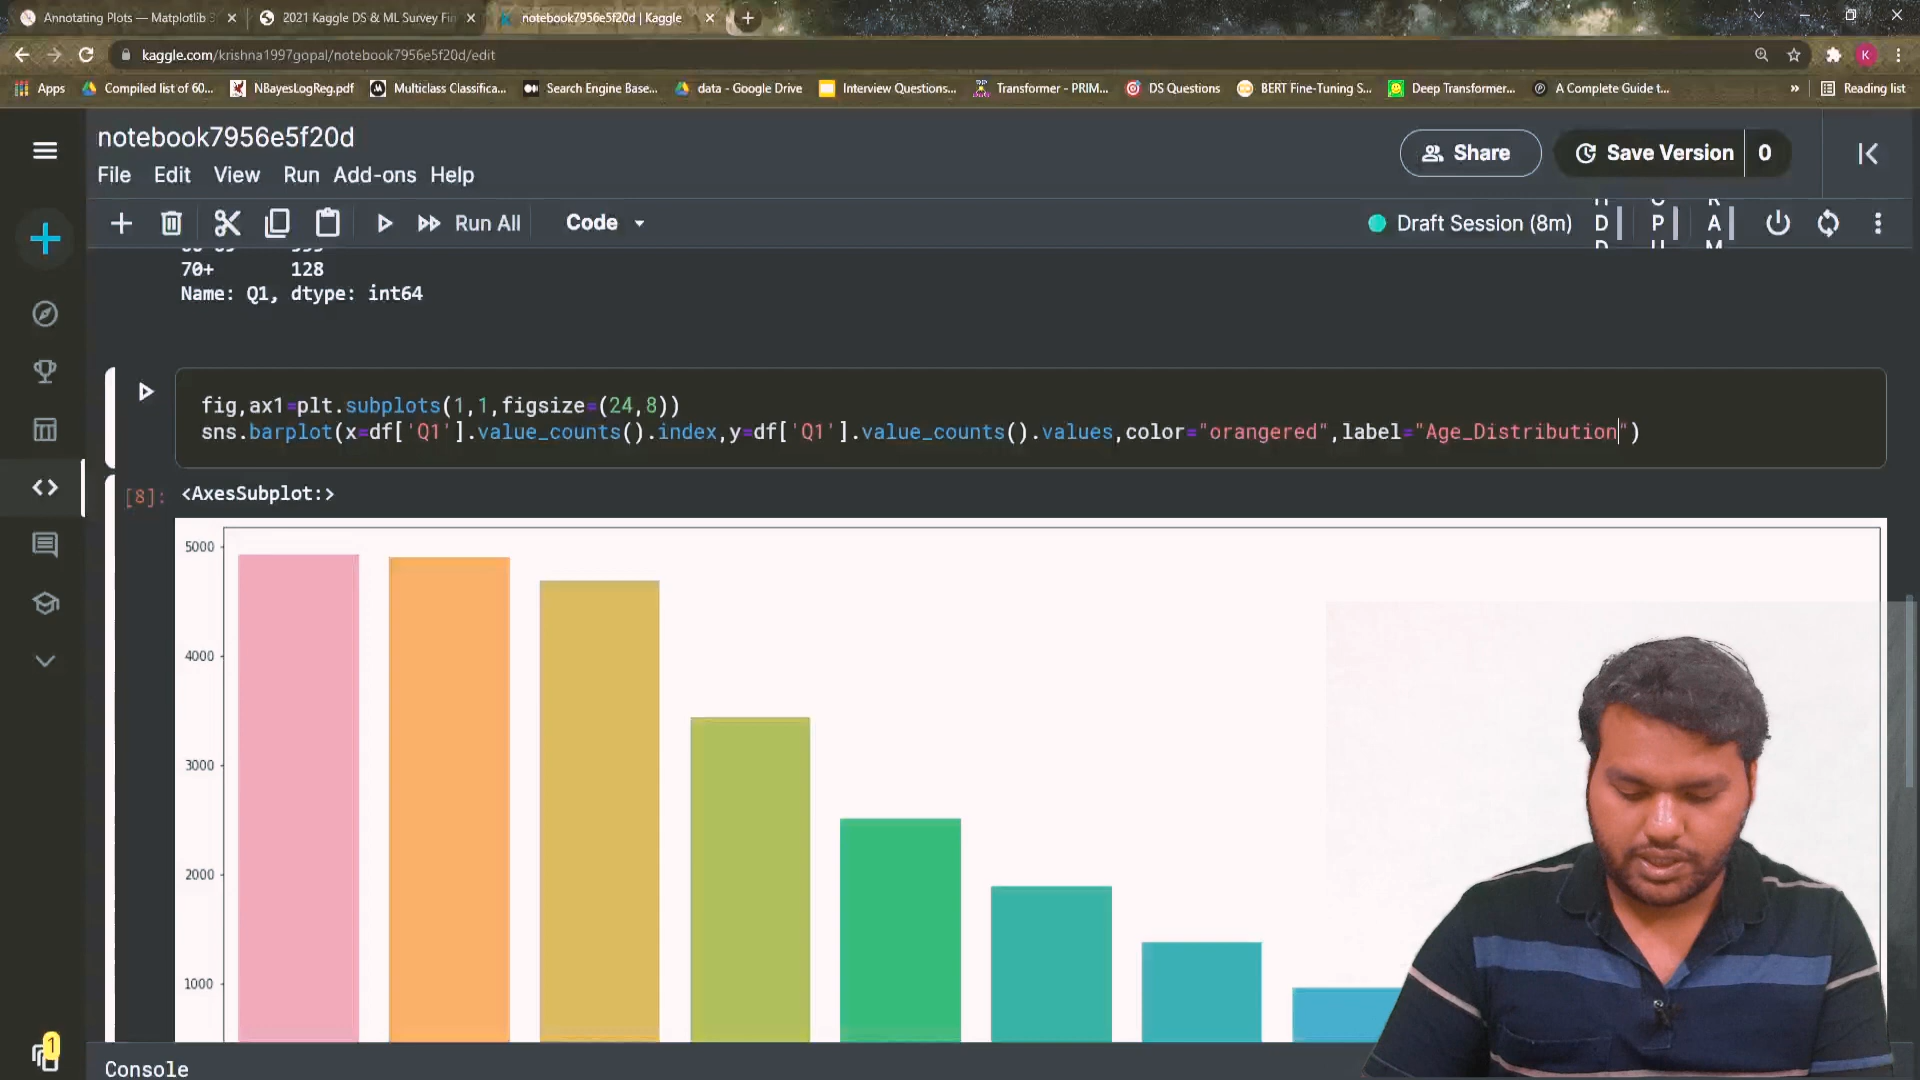 Annotating Plots — Matplotlib 3
2021 Kaggle DS & ML Survey Fi
notebook7956e5f20d | Kaggle
kaggle.com/krishna1997gopal/notebook7956e5f20d/edit
K
Apps
Compiled list of 60...
NBayesLogReg.pdf
Multiclass Classifica...
Search Engine Base...
data - Google Drive
Interview Questions...
Transformer - PRIM...
DS Questions
BERT Fine-Tuning S...
Deep Transformer...
A Complete Guide t...
Reading list
notebook7956e5f20d
Share
Save Version
0
File Edit View Run Add-ons Help
Run All
Code
Draft Session (8m)
70+ 128
Name: Q1, dtype: int64
fig,ax1=plt.subplots(1,1,figsize=(24,8))
sns.barplot(x=df['Q1'].value_counts().index,y=df['Q1'].value_counts().values,color="orangered",label="Age_Distribution")
[8]:
<AxesSubplot:>
5000
4000
3000
2000
1000
1
Console